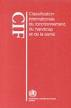 CIF
Classification
internationale
du fonctionnement,
du handicap
et de la santé